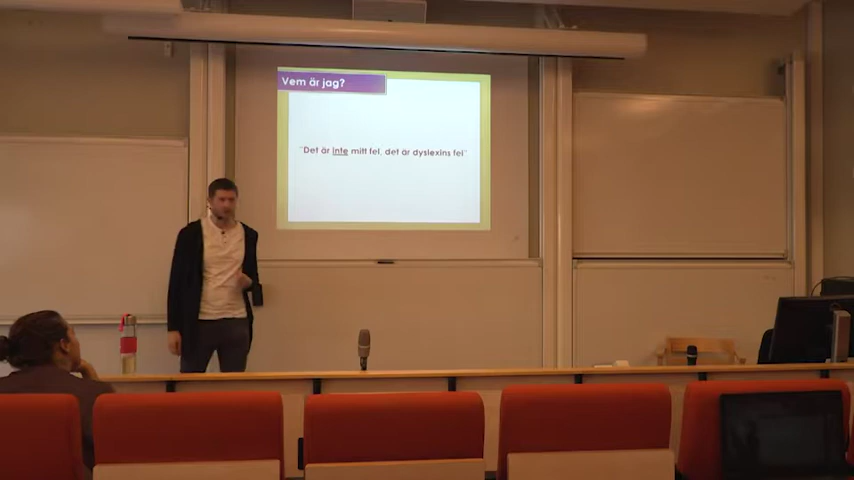 Vem är jag?
"Det är inte mitt fel, det är dyslexins fel"